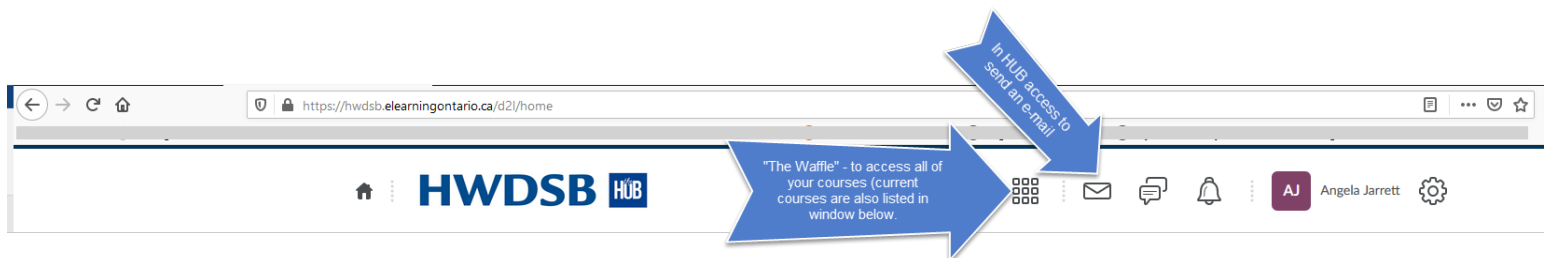 In HUB access to
send an e-mail
https://hwdsb.elearningontario.ca/d2l/home
"The Waffle" - to access all of
your courses (current
courses are also listed in
window below.
HWDSB HUB
AJ Angela Jarrett